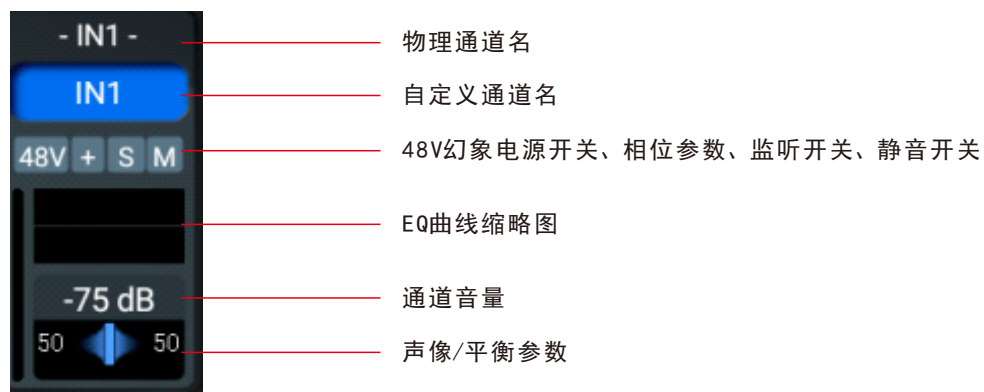 - IN1 -
物理通道名
IN1
自定义通道名
48V + S M
48V幻象电源开关、相位参数、监听开关、静音开关
EQ曲线缩略图
-75 dB
通道音量
50 50
声像/平衡参数